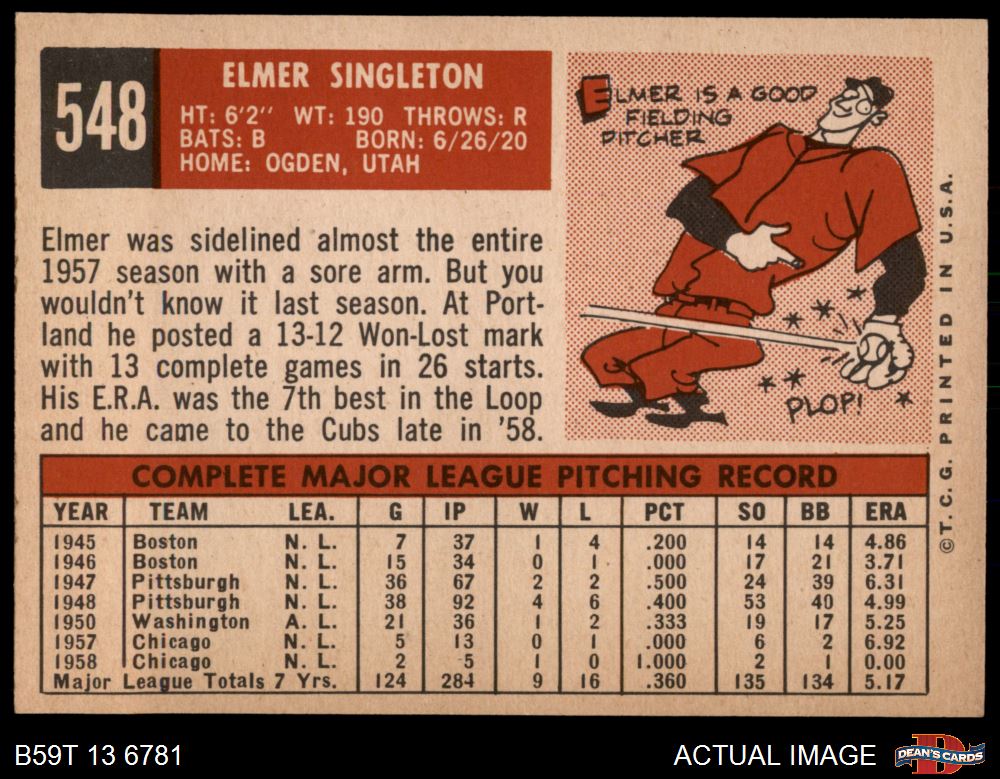 548
ELMER SINGLETON
HT: 6'2" WT: 190 THROWS: R
BATS: B BORN: 6/26/20
HOME: OGDEN, UTAH
ELMER IS A GOOD
FIELDING
PITCHER
PLOP!
Elmer was sidelined almost the entire
1957 season with a sore arm. But you
wouldn't know it last season. At Port-
land he posted a 13-12 Won-Lost mark
with 13 complete games in 26 starts.
His E.R.A. was the 7th best in the Loop
and he came to the Cubs late in '58.
©T. C. G. PRINTED IN U.S.A.
COMPLETE MAJOR LEAGUE PITCHING RECORD
YEAR TEAM LEA. G IP W L PCT SO BB ERA
1945 Boston N. L. 7 37 1 4 .200 14 14 4.86
1946 Boston N. L. 15 34 0 1 .000 17 21 3.71
1947 Pittsburgh N. L. 36 67 2 2 .500 24 39 6.31
1948 Pittsburgh N. L. 38 92 4 6 .400 53 40 4.99
1950 Washington A. L. 21 36 1 2 .333 19 17 5.25
1957 Chicago N. L. 5 13 0 1 .000 6 2 6.92
1958 Chicago N. L. 2 5 1 0 1.000 2 1 0.00
Major League Totals 7 Yrs. 124 284 9 16 .360 135 134 5.17
B59T 13 6781
ACTUAL IMAGE
DEAN'S CARDS